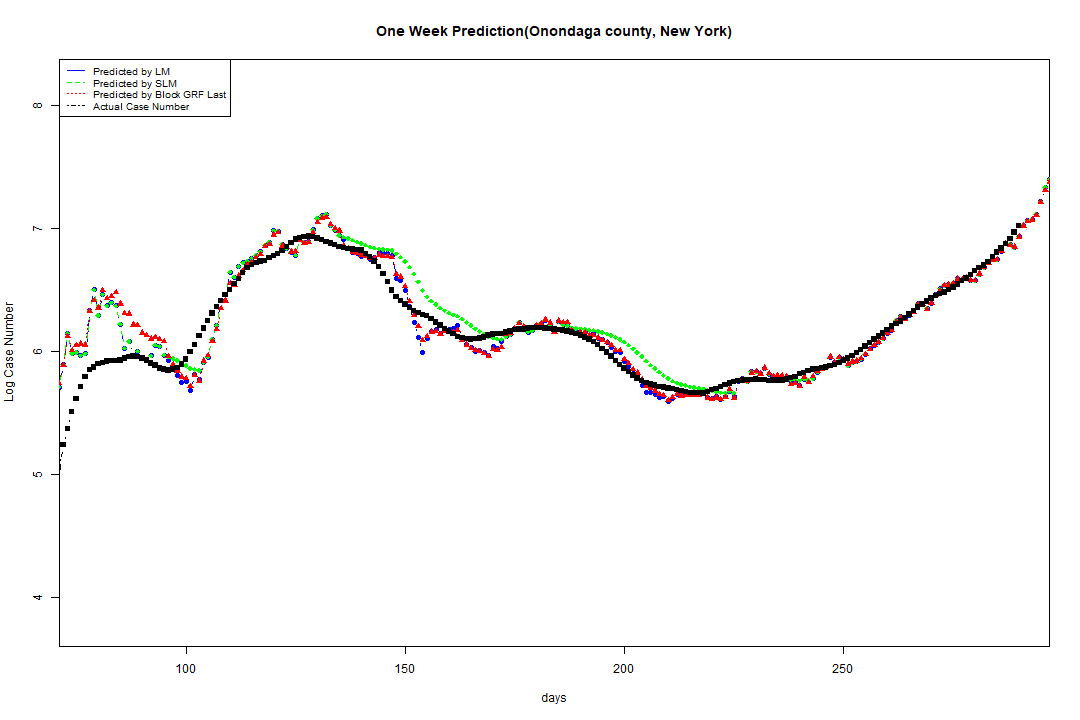 One Week Prediction(Onondaga county, New York)
Predicted by LM
Predicted by SLM
Predicted by Block GRF Last
Actual Case Number
8
7
6
5
4
Log Case Number
100 150 200 250
days